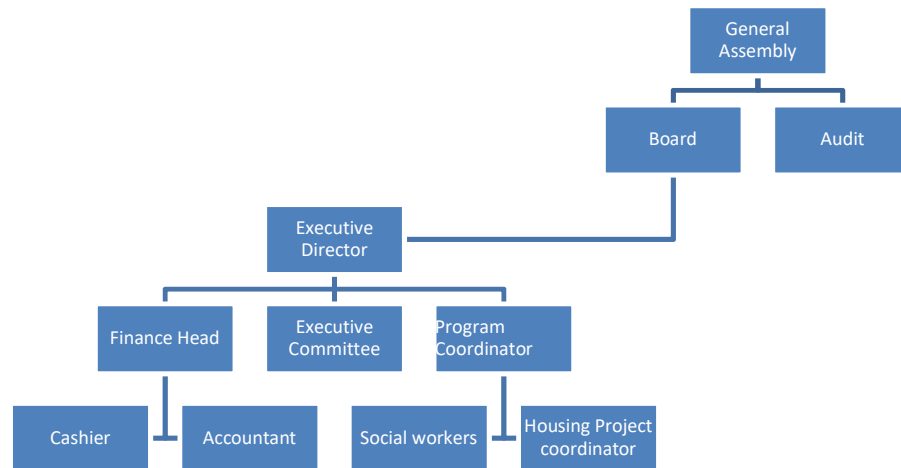 General
Assembly
Board
Audit
Executive
Director
Finance Head
Executive
Committee
Program
Coordinator
Cashier
Accountant
Social workers
Housing Project
coordinator